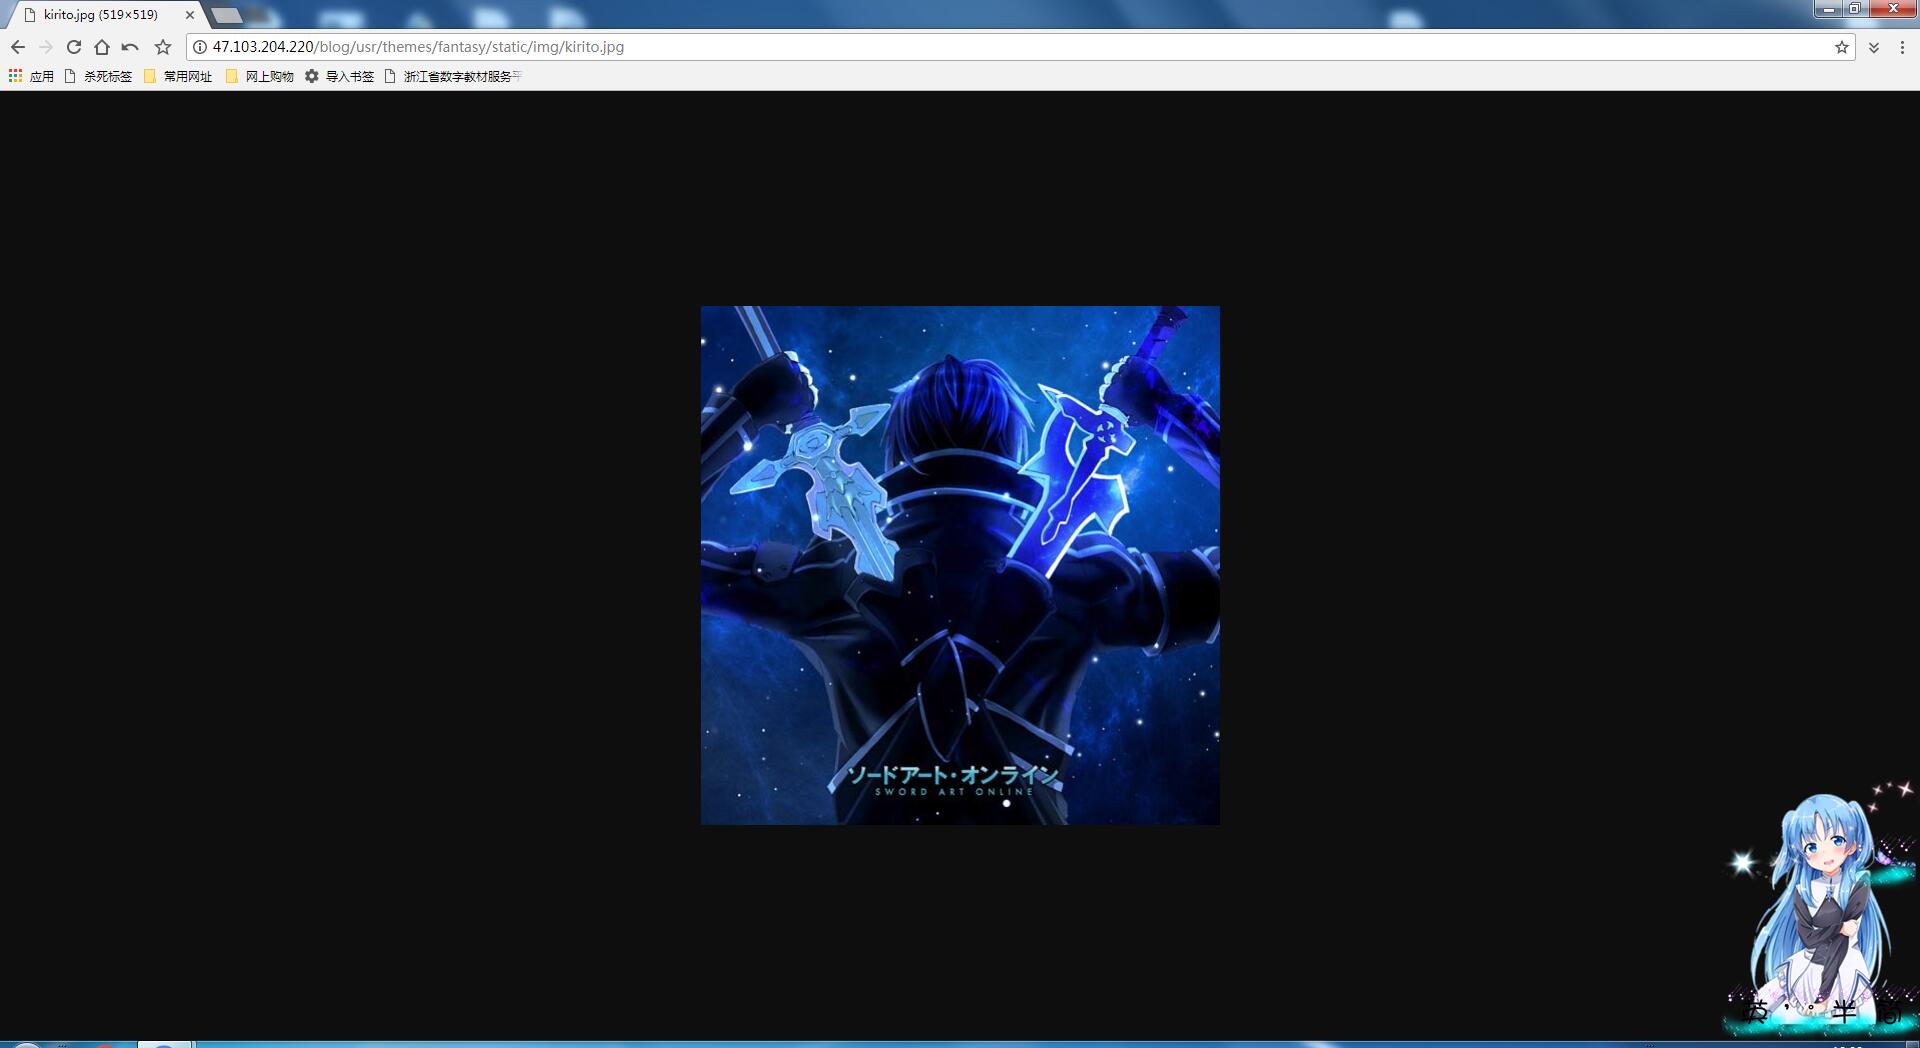 kirito.jpg (519×519)
47.103.204.220/blog/usr/themes/fantasy/static/img/kirito.jpg
应用 杀死标签 常用网址 网上购物 导入书签 浙江省数字教材服务平
ソードアート・オンライン
SWORD ART ONLINE